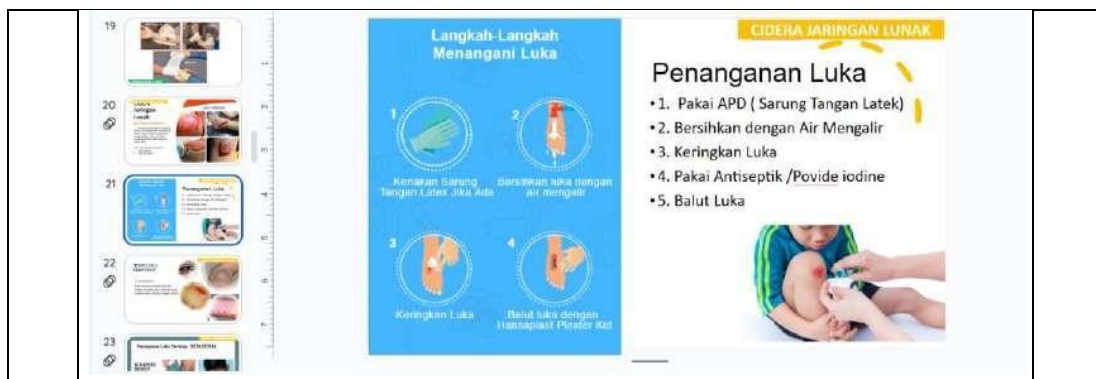 19
20
21
22
23
Langkah-Langkah
Menangani Luka
1
Kenakan Sarung
Tangan Latex Jika Ada
2
Bersihkan luka dengan
air mengalir
3
Keringkan Luka
4
Balut luka dengan
Hansaplast Plester Kid
CIDERA JARINGAN LUNAK
Penanganan Luka
•1. Pakai APD ( Sarung Tangan Latek)
•2. Bersihkan dengan Air Mengalir
•3. Keringkan Luka
•4. Pakai Antiseptik /Povide iodine
•5. Balut Luka